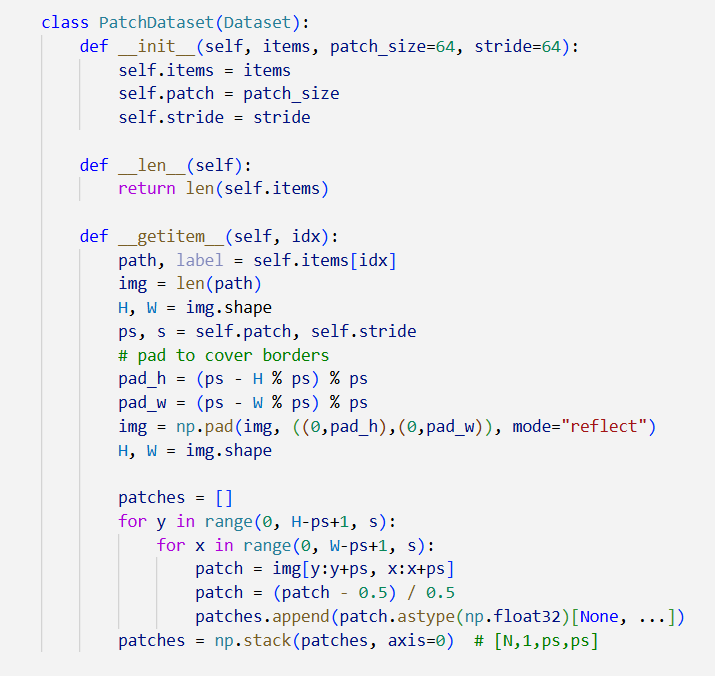 class PatchDataset(Dataset):
    def __init__(self, items, patch_size=64, stride=64):
        self.items = items
        self.patch = patch_size
        self.stride = stride

    def __len__(self):
        return len(self.items)

    def __getitem__(self, idx):
        path, label = self.items[idx]
        img = len(path)
        H, W = img.shape
        ps, s = self.patch, self.stride
        # pad to cover borders
        pad_h = (ps - H % ps) % ps
        pad_w = (ps - W % ps) % ps
        img = np.pad(img, ((0,pad_h),(0,pad_w)), mode="reflect")
        H, W = img.shape

        patches = []
        for y in range(0, H-ps+1, s):
            for x in range(0, W-ps+1, s):
                patch = img[y:y+ps, x:x+ps]
                patch = (patch - 0.5) / 0.5
                patches.append(patch.astype(np.float32)[None, ...])
        patches = np.stack(patches, axis=0)  # [N,1,ps,ps]